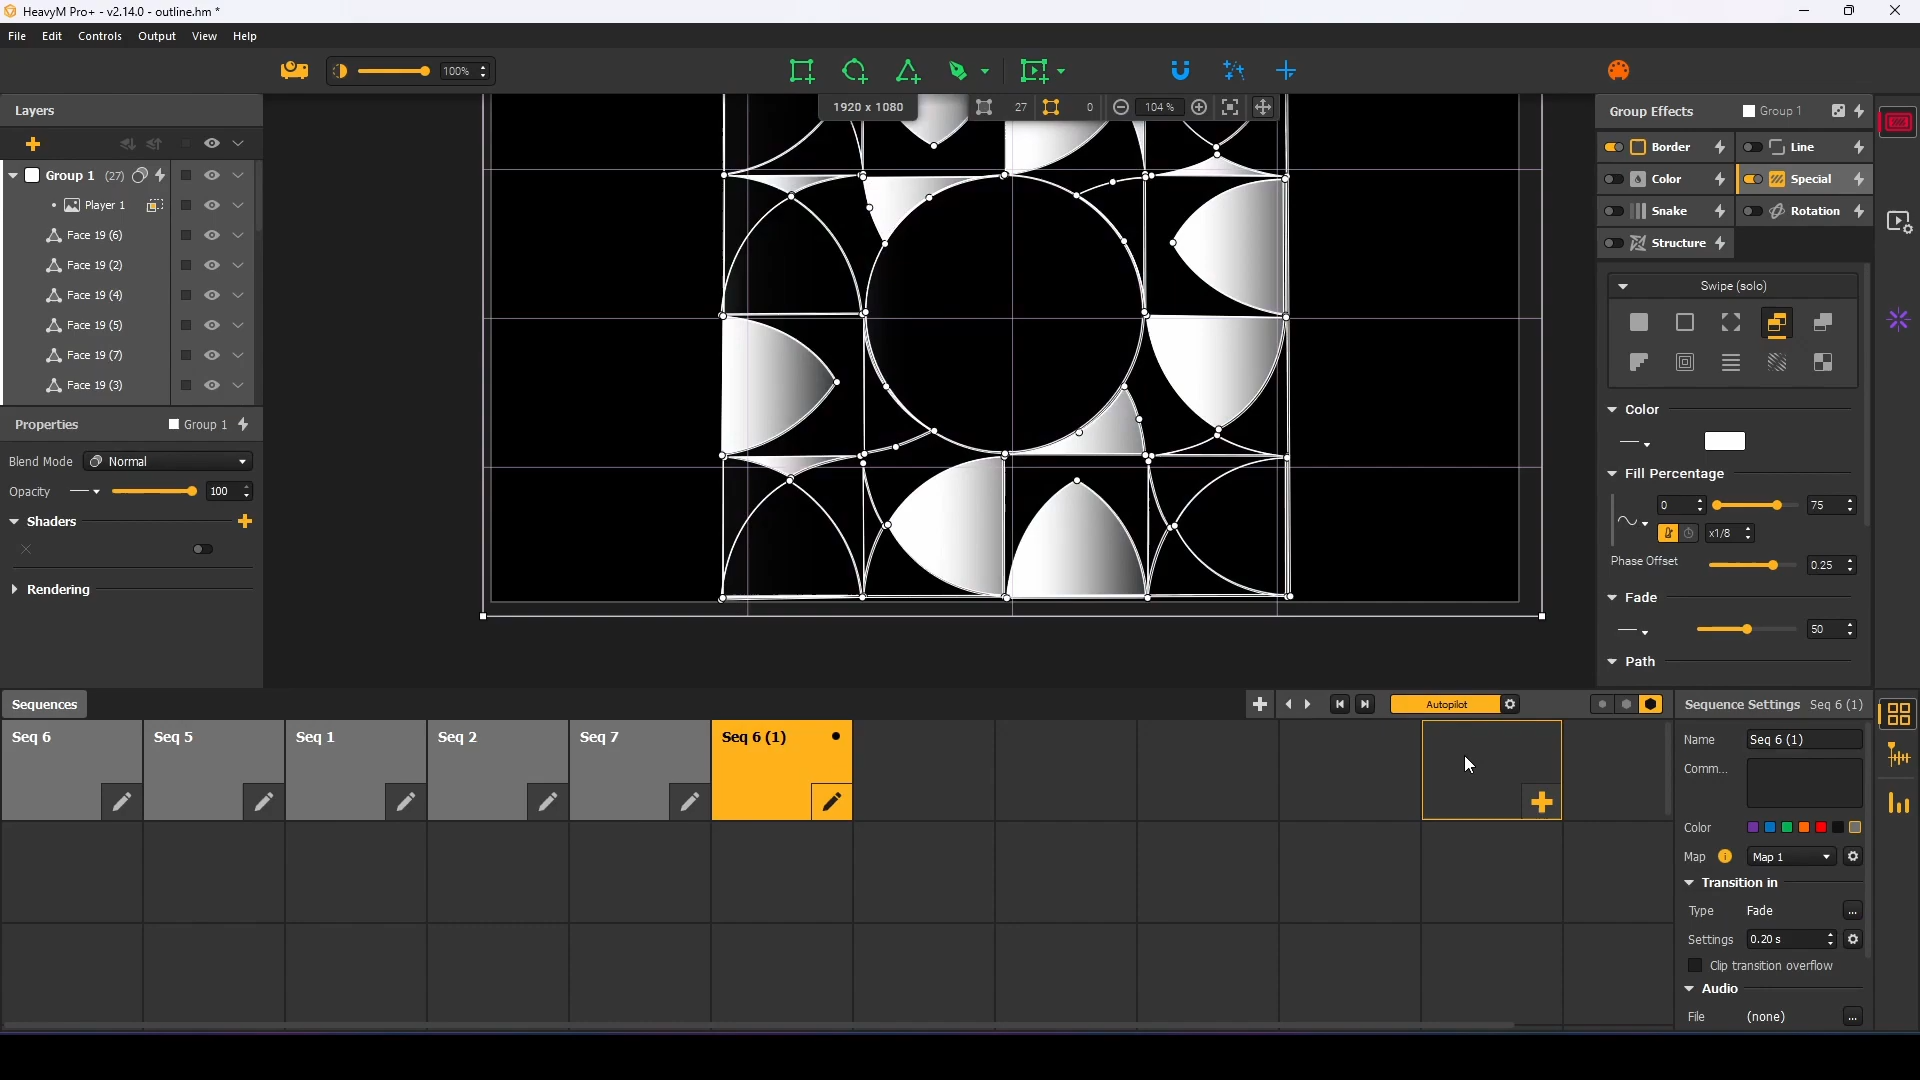 HeavyM Pro+ - v2.14.0 - outline.hm *
File Edit Controls Output View Help
100%
1920 x 1080
27
0
104 %
Layers
Group 1 (27)
Player 1
Face 19 (6)
Face 19 (2)
Face 19 (4)
Face 19 (5)
Face 19 (7)
Face 19 (3)
Properties Group 1
Blend Mode Normal
Opacity 100
Shaders
Rendering
Group Effects Group 1
Border Line
Color Special
Snake Rotation
Structure
Swipe (solo)
Color
Fill Percentage
0 75
x1/8
Phase Offset 0.25
Fade
50
Path
Sequences
Autopilot
Seq 6 Seq 5 Seq 1 Seq 2 Seq 7 Seq 6 (1)
Sequence Settings Seq 6 (1)
Name Seq 6 (1)
Comm...
Color
Map Map 1
Transition in
Type Fade ...
Settings 0.20 s
Clip transition overflow
Audio
File (none) ...